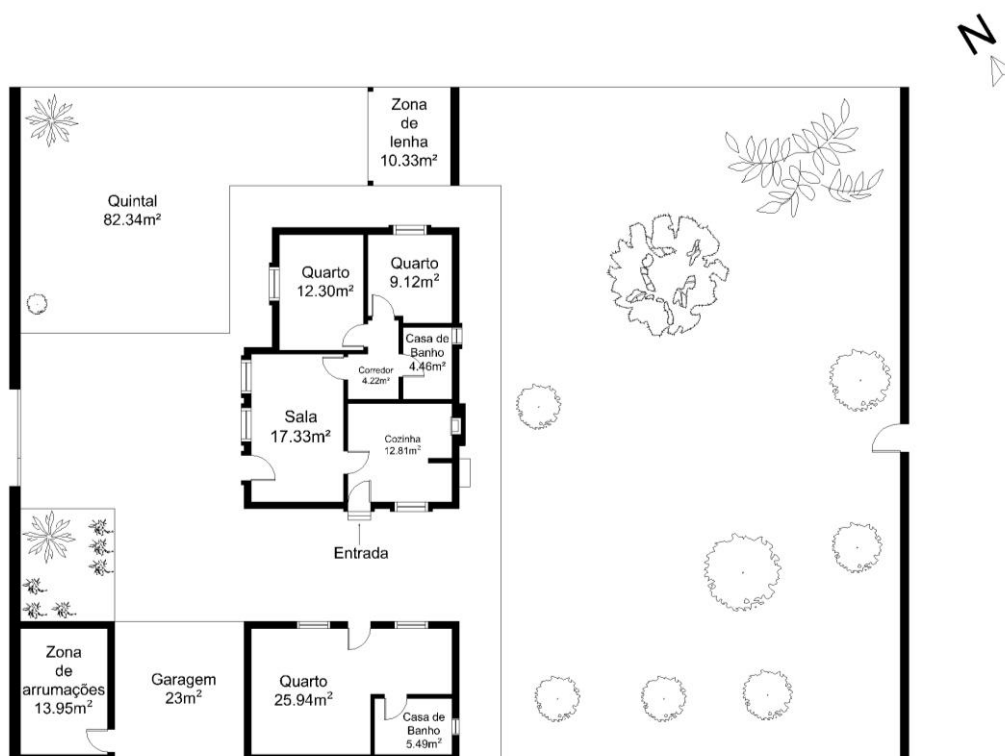 N
Zona
de
lenha
10.33m²
Quintal
82.34m²
Quarto
12.30m²
Quarto
9.12m²
Casa de
Banho
4.46m²
Corredor
4.22m²
Sala
17.33m²
Cozinha
12.81m²
Entrada
Zona
de
arrumações
13.95m²
Garagem
23m²
Quarto
25.94m²
Casa de
Banho
5.49m²